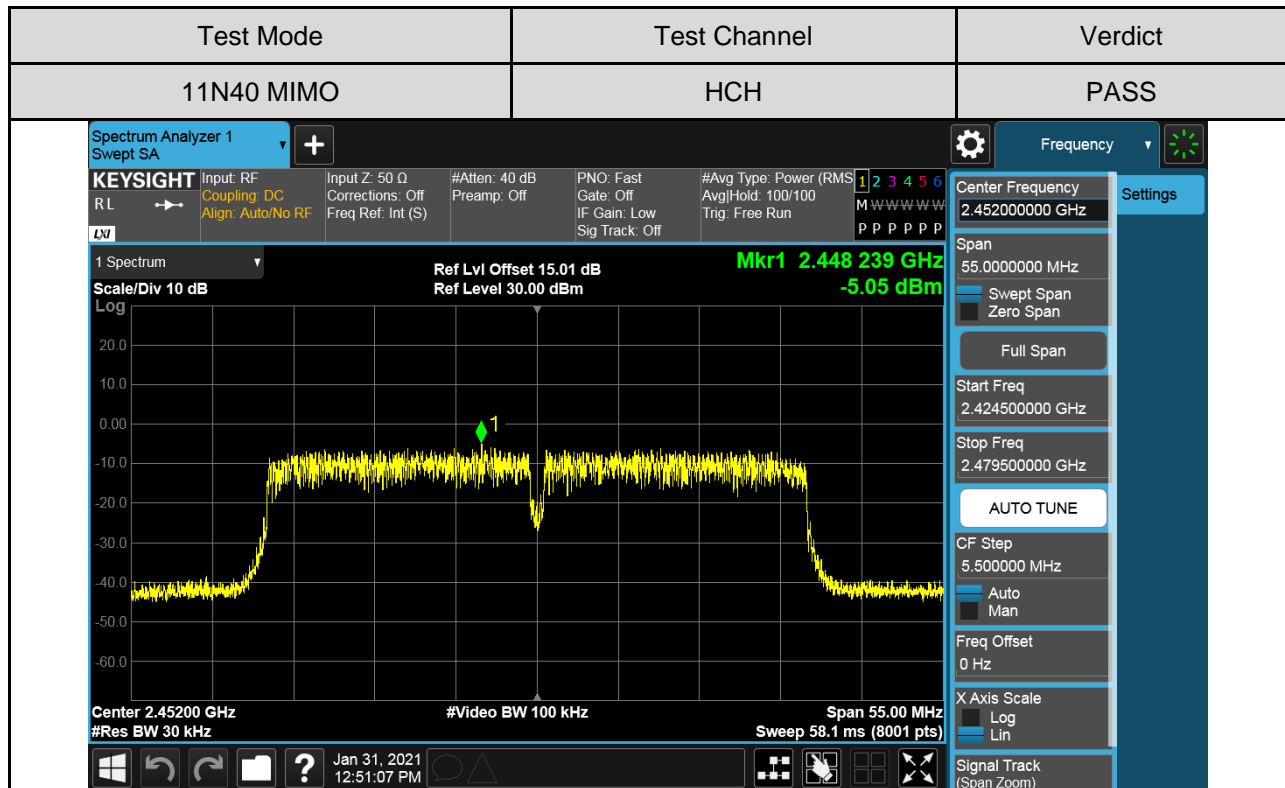 Test Mode Test Channel Verdict
11N40 MIMO HCH PASS
Spectrum Analyzer 1
Swept SA
+
Frequency
KEYSIGHT
R L
LXI
Input: RF
Coupling: DC
Align: Auto/No RF
Input Z: 50 Ω
Corrections: Off
Freq Ref: Int (S)
#Atten: 40 dB
Preamp: Off
PNO: Fast
Gate: Off
IF Gain: Low
Sig Track: Off
#Avg Type: Power (RMS
Avg|Hold: 100/100
Trig: Free Run
1 2 3 4 5 6
M W W W W W
P P P P P P
1 Spectrum
Scale/Div 10 dB
Log
Ref Lvl Offset 15.01 dB
Ref Level 30.00 dBm
Mkr1 2.448 239 GHz
-5.05 dBm
20.0
10.0
0.00
-10.0
-20.0
-30.0
-40.0
-50.0
-60.0
1
Center 2.45200 GHz
#Res BW 30 kHz
#Video BW 100 kHz
Span 55.00 MHz
Sweep 58.1 ms (8001 pts)
Center Frequency
2.452000000 GHz
Settings
Span
55.0000000 MHz
Swept Span
Zero Span
Full Span
Start Freq
2.424500000 GHz
Stop Freq
2.479500000 GHz
AUTO TUNE
CF Step
5.500000 MHz
Auto
Man
Freq Offset
0 Hz
X Axis Scale
Log
Lin
Signal Track
(Span Zoom)
?
Jan 31, 2021
12:51:07 PM